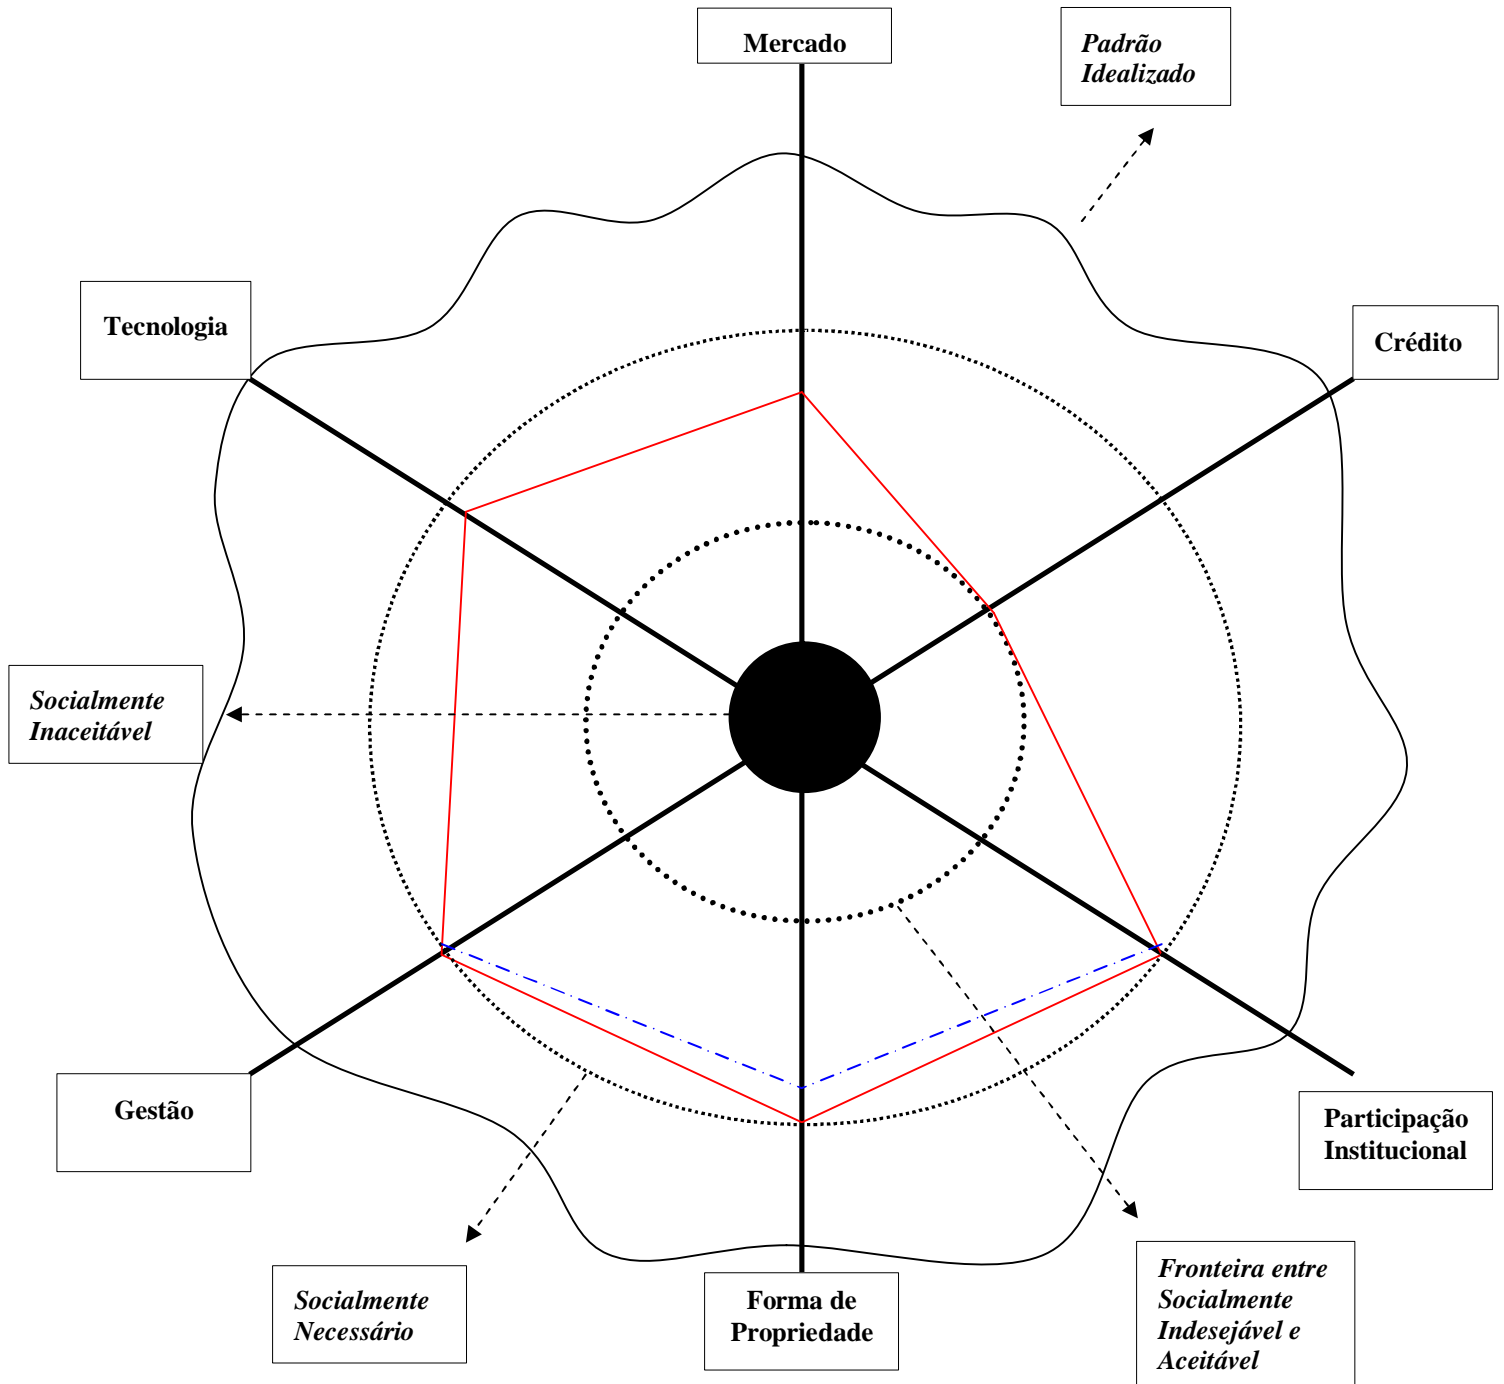 Mercado
Padrão
Idealizado
Tecnologia
Crédito
Socialmente
Inaceitável
Gestão
Participação
Institucional
Socialmente
Necessário
Forma de
Propriedade
Fronteira entre
Socialmente
Indesejável e
Aceitável